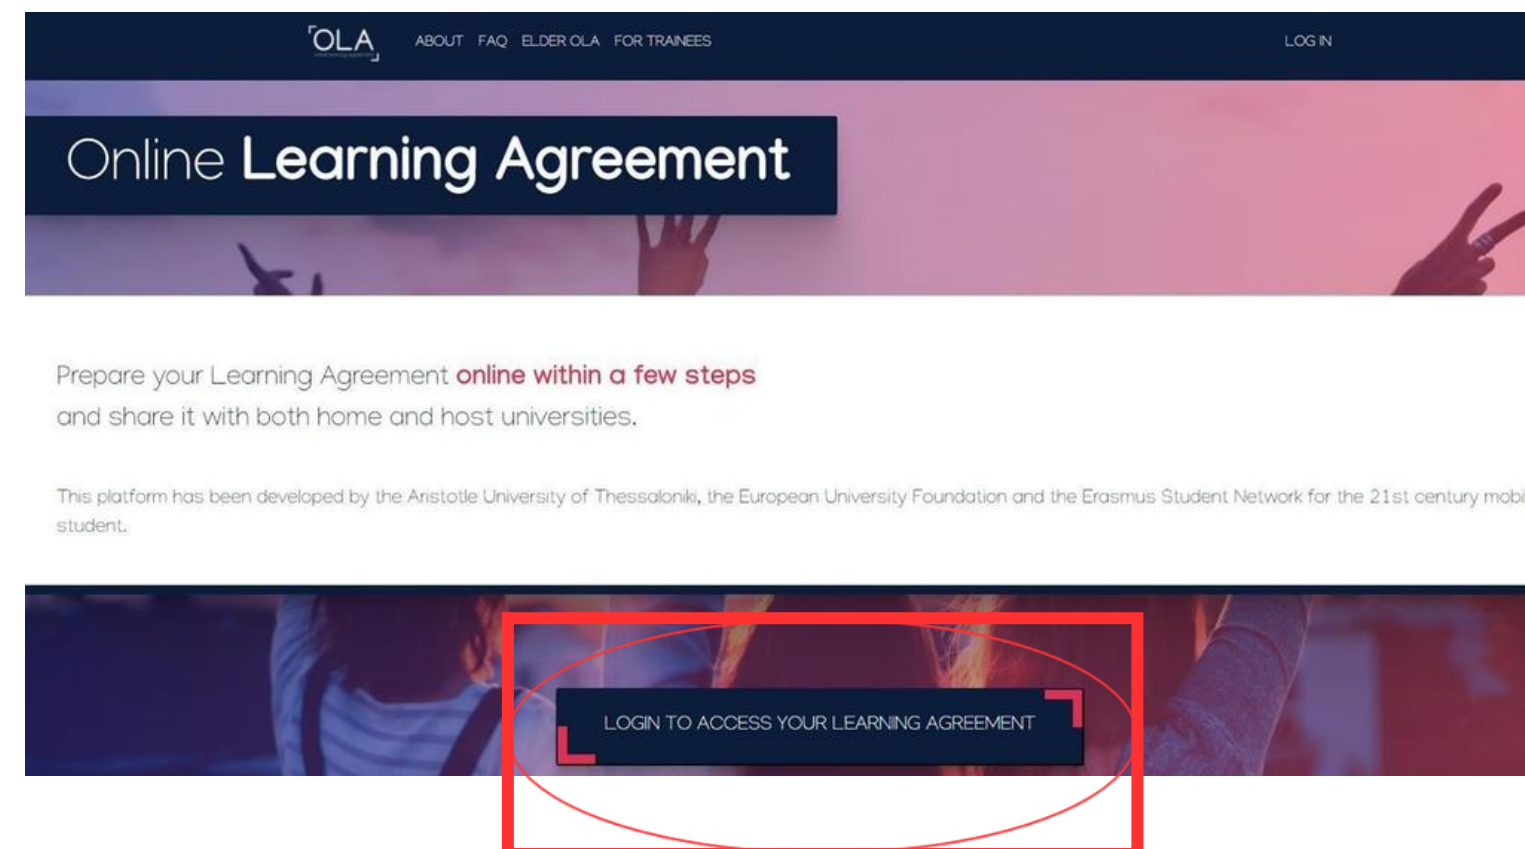 OLA
ABOUT FAQ ELDER OLA FOR TRAINEES
LOG IN
Online Learning Agreement
Prepare your Learning Agreement online within a few steps
and share it with both home and host universities.
This platform has been developed by the Aristotle University of Thessaloniki, the European University Foundation and the Erasmus Student Network for the 21st century mobi
student.
LOGIN TO ACCESS YOUR LEARNING AGREEMENT